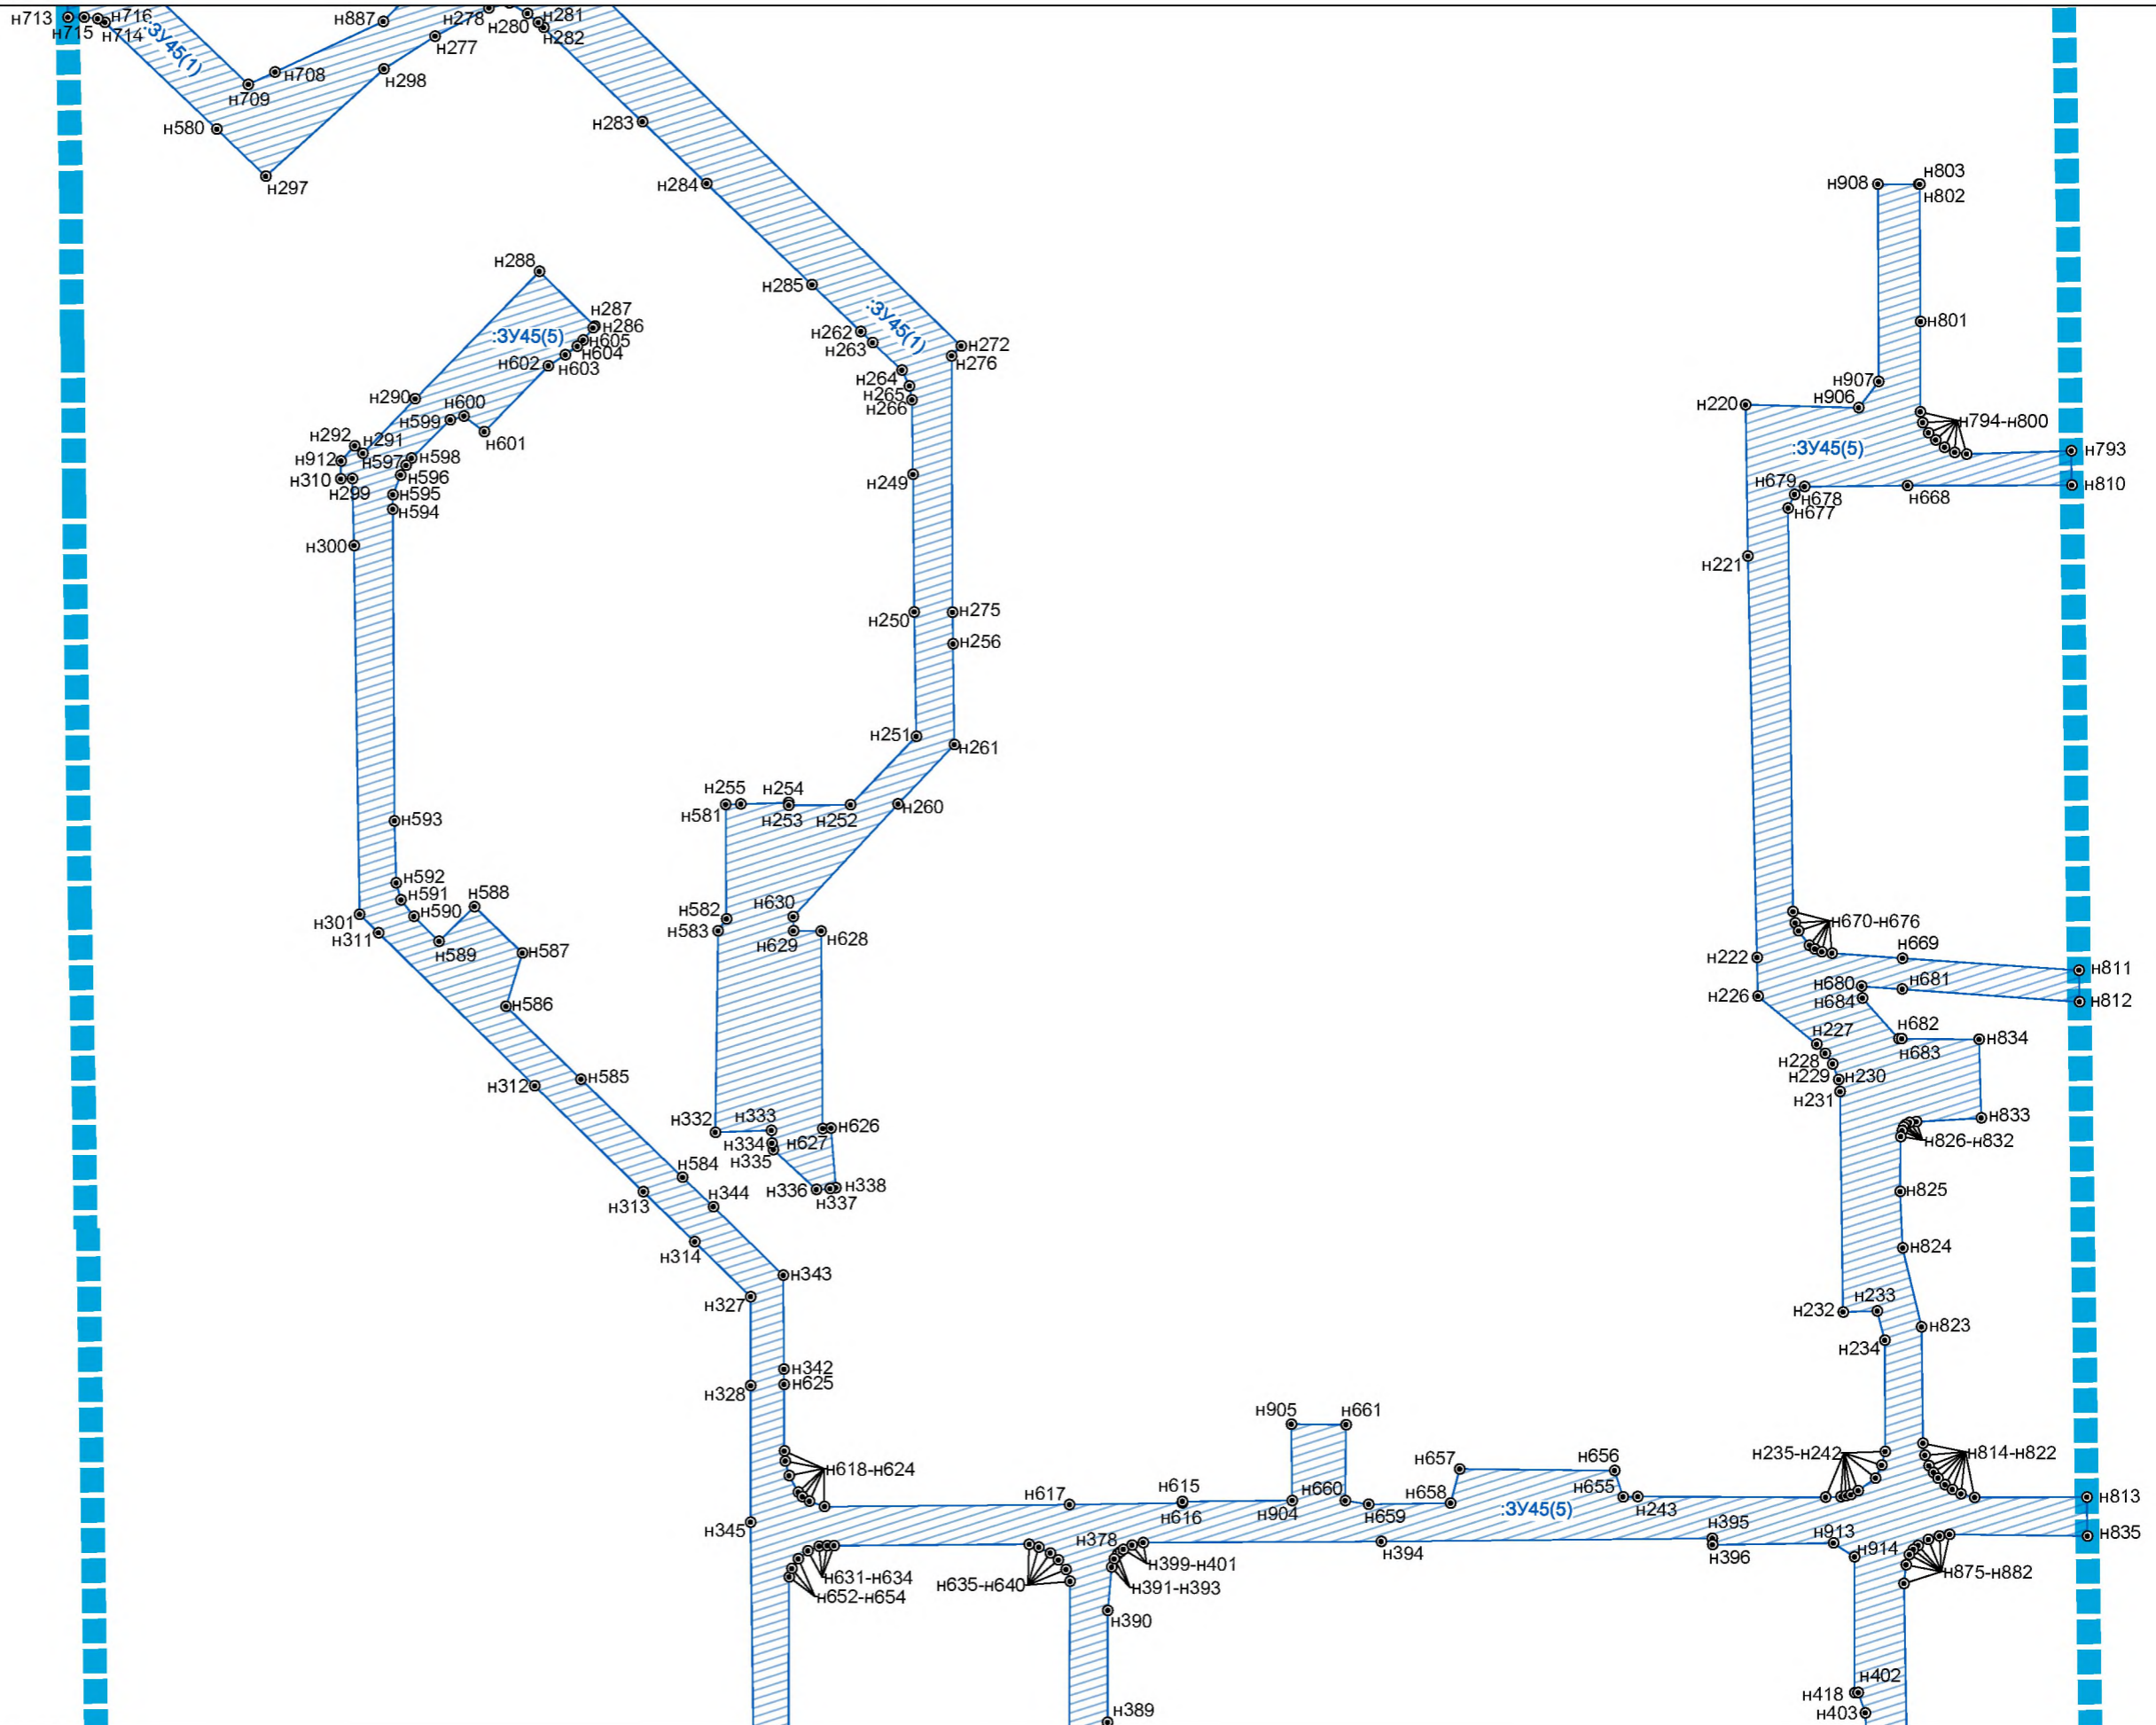 н713
н715
н716
н714
:ЗУ45(1)
н887
н278
н280
н281
н282
н277
н298
н708
н709
н580
н297
н283
н284
н285
н908
н803
н802
н288
н287
н286
:ЗУ45(5)
н605
н604
н603
н602
:ЗУ45(1)
н262
н263
н272
н276
н264
н265
н266
н801
н290
н600
н599
н601
н907
н906
н220
н794-н800
н292
н291
н912
н597
н598
н596
н310
н299
н595
н594
н249
:ЗУ45(5)
н793
н810
н679
н678
н677
н668
н300
н221
н250
н275
н256
н251
н261
н255
н254
н581
н253
н252
н260
н593
н592
н591
н590
н588
н301
н311
н589
н587
н582
н583
н630
н629
н628
н670-н676
н669
н222
н811
н680
н681
н684
н812
н226
н586
н227
н682
н683
н834
н228
н229
н230
н231
н312
н585
н332
н333
н334
н627
н626
н335
н833
н826-н832
н584
н344
н336
н337
н338
н825
н313
н314
н824
н343
н327
н232
н233
н823
н234
н342
н625
н328
н905
н661
н657
н656
н235-н242
н814-н822
н618-н624
н617
н615
н616
н904
н660
н659
н658
н655
:ЗУ45(5)
н243
н813
н345
н378
н394
н395
н396
н913
н914
н835
н399-н401
н391-н393
н631-н634
н652-н654
н635-н640
н875-н882
н390
н402
н418
н403
н389